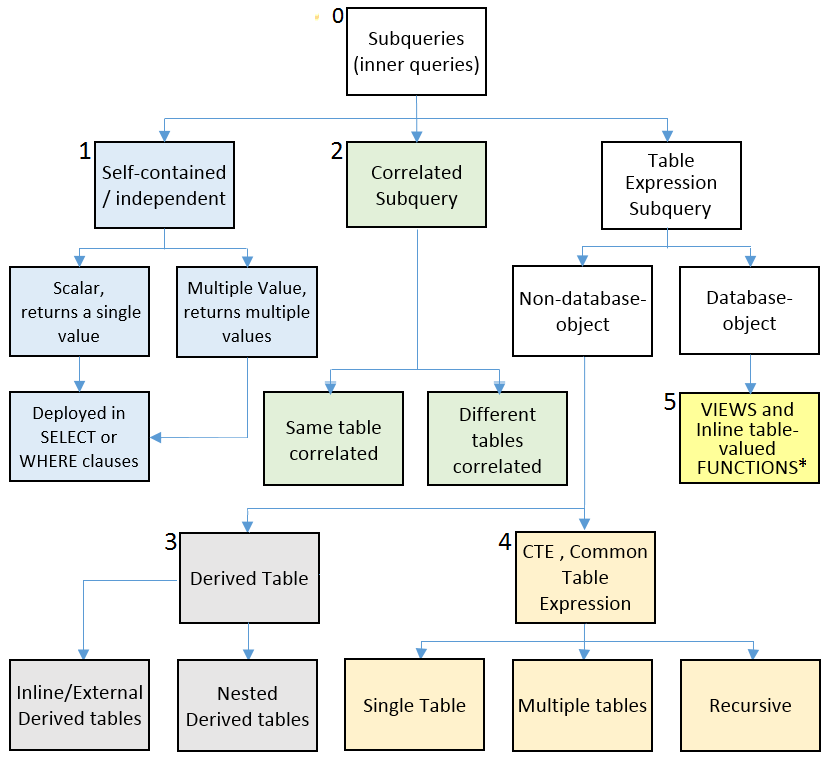 0
Subqueries
(inner queries)
1
Self-contained
/ independent
2
Correlated
Subquery
Table
Expression
Subquery
Scalar,
returns a single
value
Multiple Value,
returns multiple
values
Non-database-
object
Database-
object
Deployed in
SELECT or
WHERE clauses
Same table
correlated
Different
tables
correlated
5
VIEWS and
Inline table-
valued
FUNCTIONS*
3
Derived Table
4
CTE , Common
Table
Expression
Inline/External
Derived tables
Nested
Derived tables
Single Table
Multiple tables
Recursive